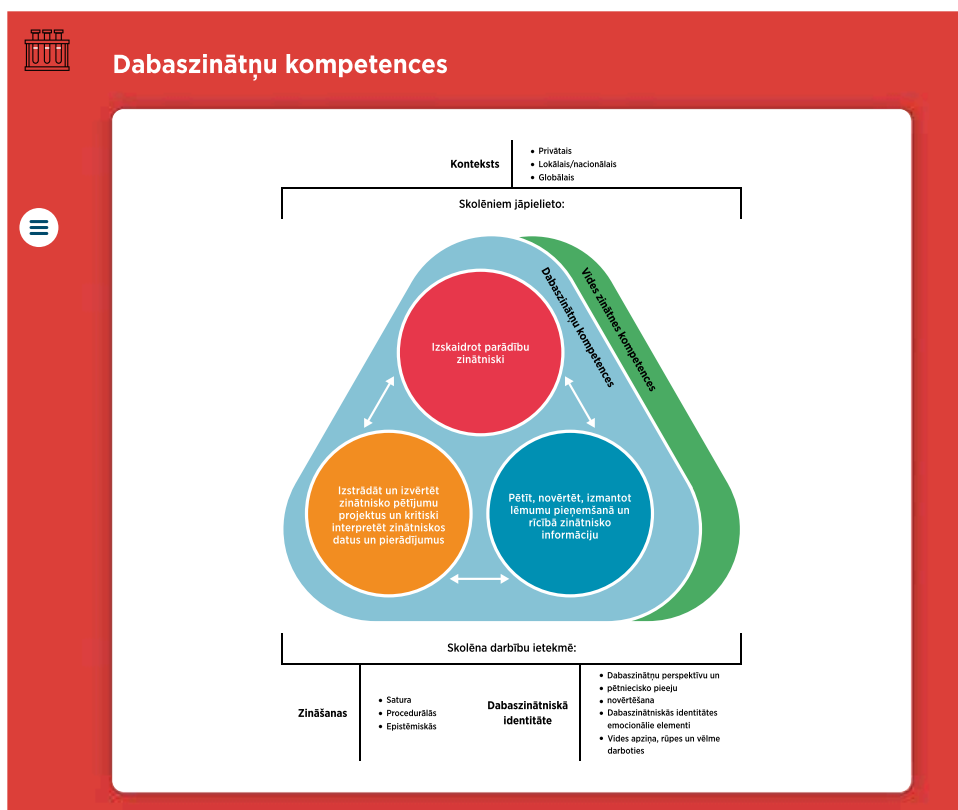 Dabaszinātņu kompetences
Konteksts
• Privātais
• Lokālais/nacionālais
• Globālais
Skolēniem jāpielieto:
Dabaszinātņu kompetences
Vides zinātnes kompetences
Izskaidrot parādību
zinātniski
Izstrādāt un izvērtēt
zinātnisko pētījumu
projektus un kritiski
interpretēt zinātniskos
datus un pierādījumus
Pētīt, novērtēt, izmantot
lēmumu pieņemšanā un
rīcībā zinātnisko
informāciju
Skolēna darbību ietekmē:
Zināšanas
• Satura
• Procedurālās
• Epistēmiskās
Dabaszinātniskā
identitāte
• Dabaszinātņu perspektīvu un
• pētniecisko pieeju
• novērtēšana
• Dabaszinātniskās identitātes
emocionālie elementi
• Vides apziņa, rūpes un vēlme
darboties